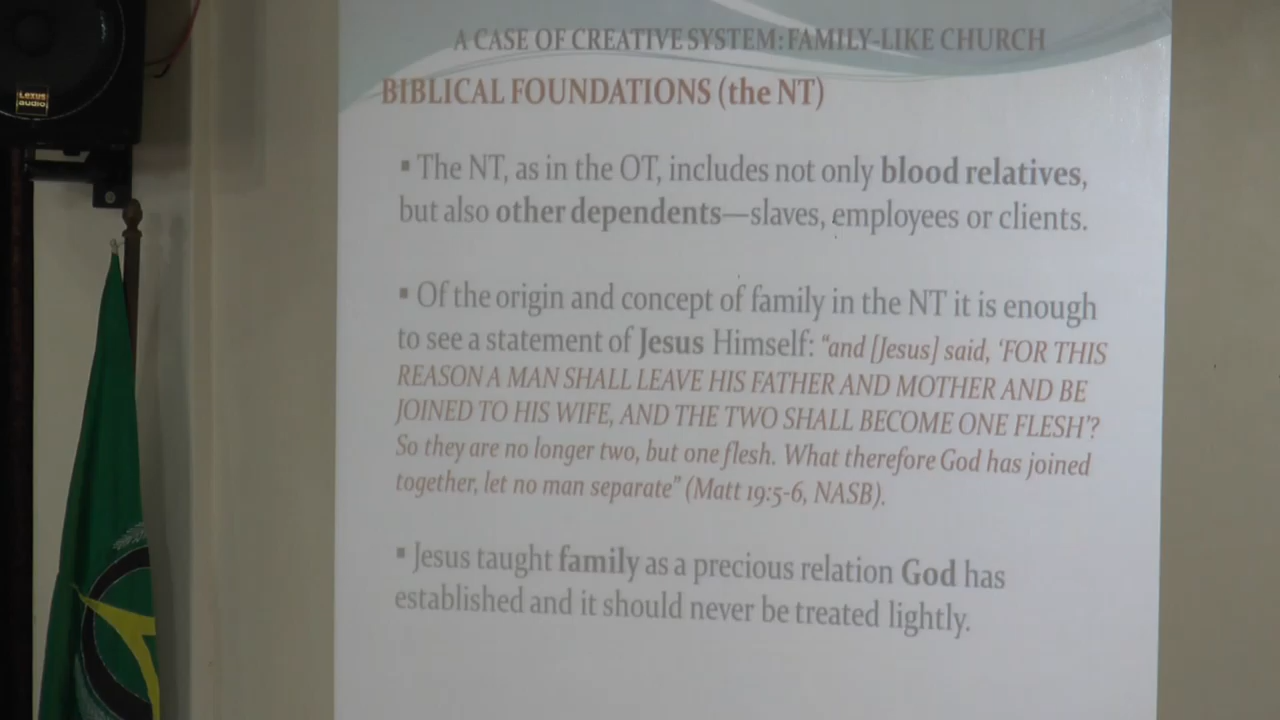 Lexus
audio
A CASE OF CREATIVE SYSTEM: FAMILY-LIKE CHURCH
BIBLICAL FOUNDATIONS (the NT)
▪ The NT, as in the OT, includes not only blood relatives,
but also other dependents—slaves, employees or clients.
▪ Of the origin and concept of family in the NT it is enough
to see a statement of Jesus Himself: “and [Jesus] said, ‘FOR THIS
REASON A MAN SHALL LEAVE HIS FATHER AND MOTHER AND BE
JOINED TO HIS WIFE, AND THE TWO SHALL BECOME ONE FLESH’?
So they are no longer two, but one flesh. What therefore God has joined
together, let no man separate” (Matt 19:5-6, NASB).
▪ Jesus taught family as a precious relation God has
established and it should never be treated lightly.